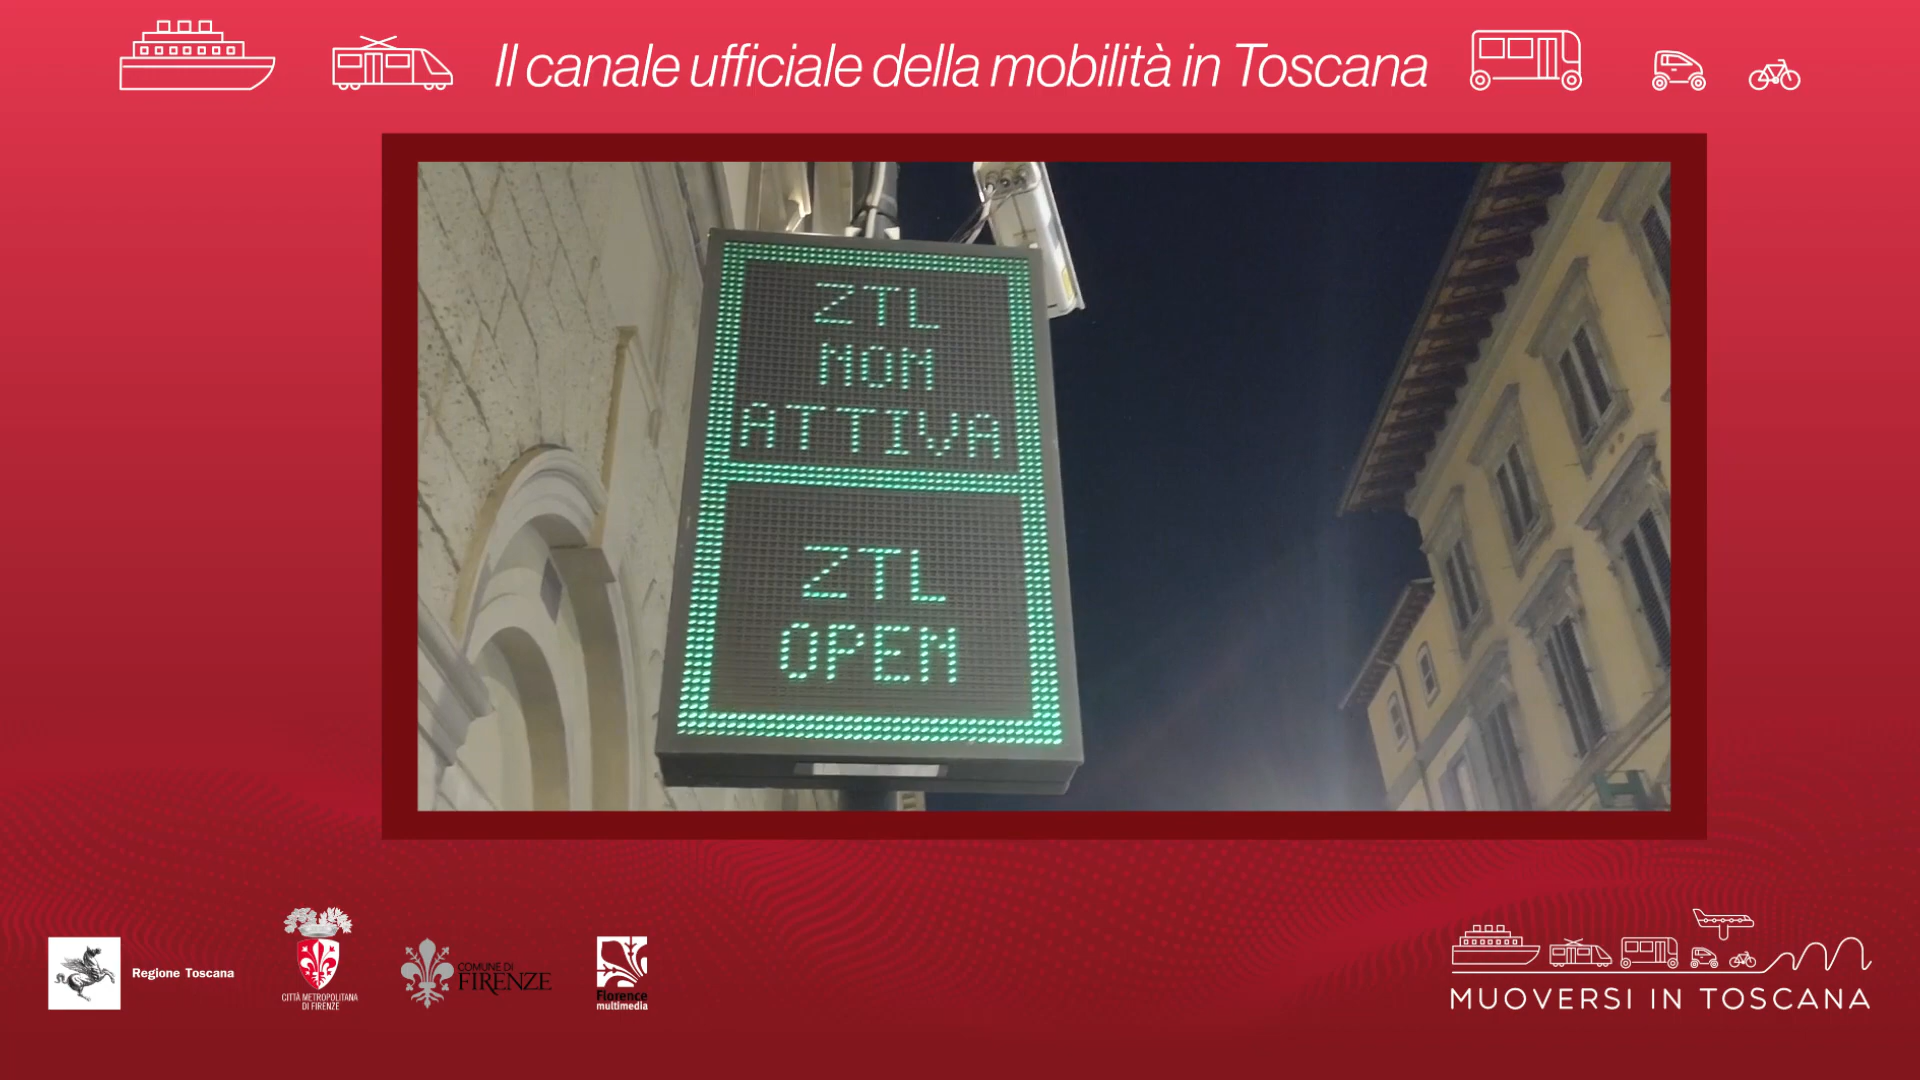 Il canale ufficiale della mobilità in Toscana
ZTL
NON
ATTIVA
ZTL
OPEN
Regione Toscana
CITTÀ METROPOLITANA
DI FIRENZE
COMUNE DI
FIRENZE
Florence
multimedia
MUOVERSI IN TOSCANA